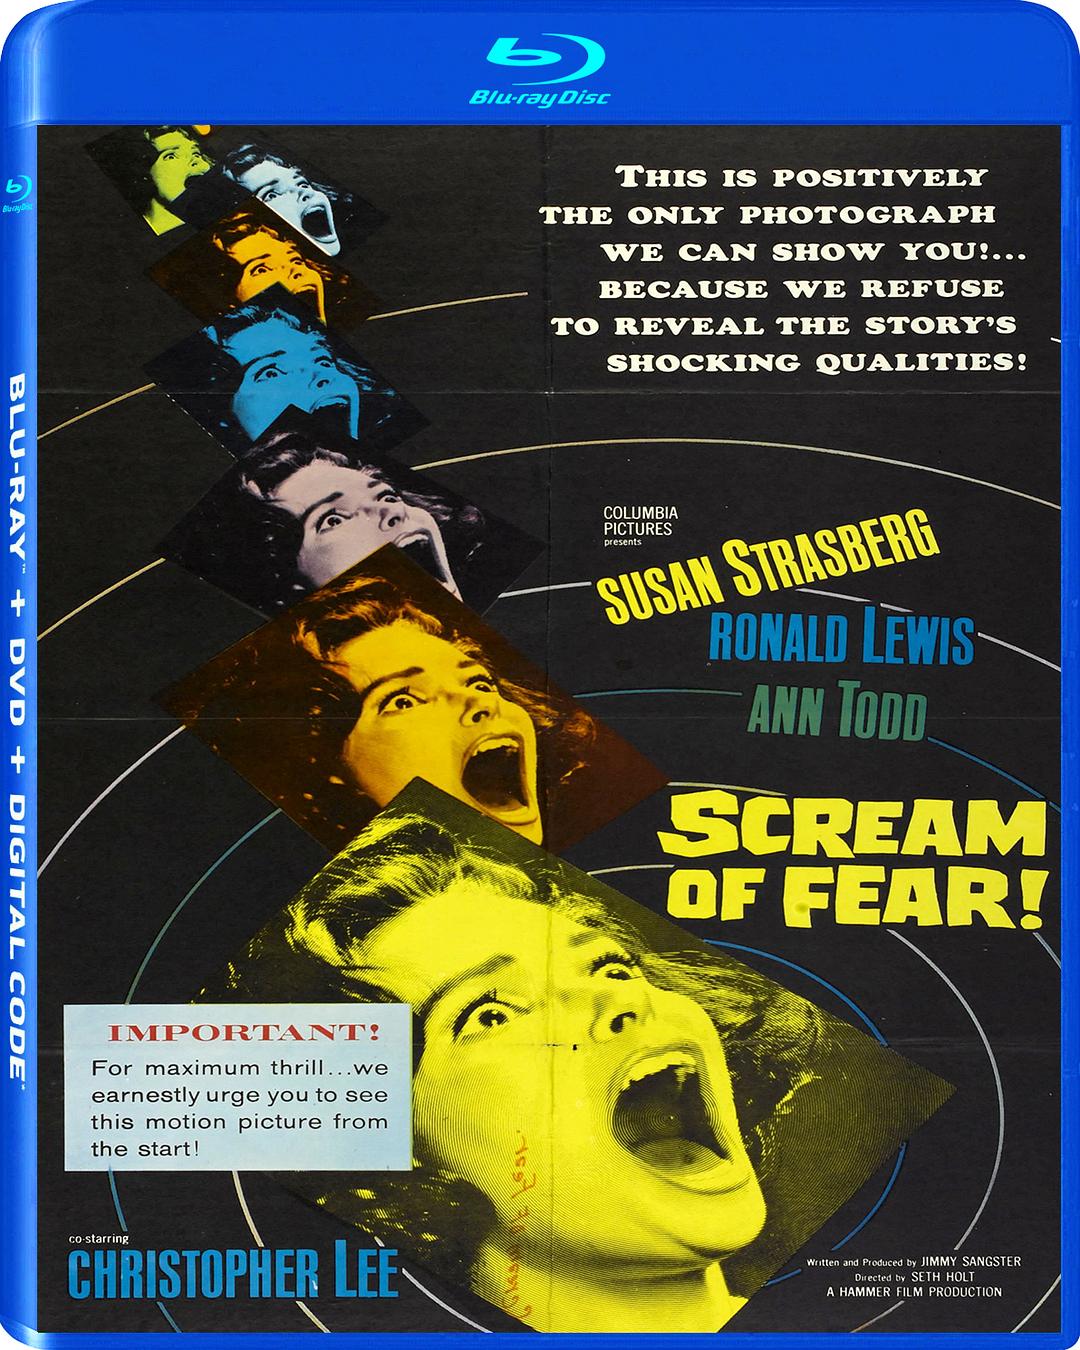 Blu-ray Disc
Blu-ray Disc
BLU-RAY™ + DVD + DIGITAL CODE
THIS IS POSITIVELY
THE ONLY PHOTOGRAPH
WE CAN SHOW YOU!...
BECAUSE WE REFUSE
TO REVEAL THE STORY'S
SHOCKING QUALITIES!
COLUMBIA
PICTURES
presents
SUSAN STRASBERG
RONALD LEWIS
ANN TODD
SCREAM
OF FEAR!
IMPORTANT!
For maximum thrill...we
earnestly urge you to see
this motion picture from
the start!
co-starring
CHRISTOPHER LEE
Written and Produced by JIMMY SANGSTER
Directed by SETH HOLT
A HAMMER FILM PRODUCTION